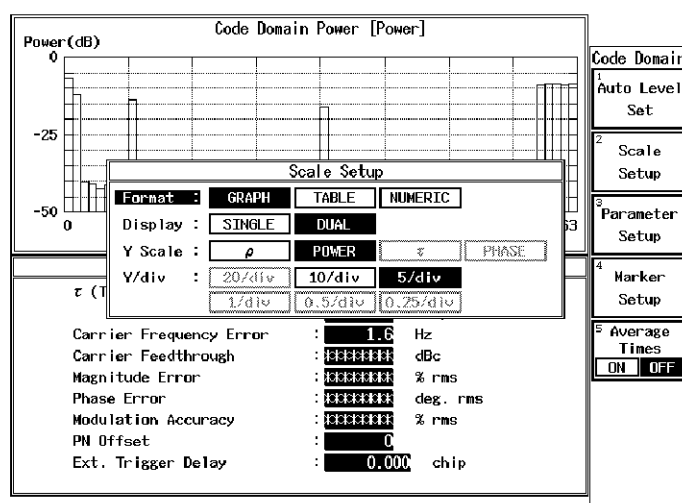 Code Domain Power [Power]
Power(dB)
0
-25
-50
0
63
Scale Setup
Format : GRAPH TABLE NUMERIC
Display : SINGLE DUAL
Y Scale : ρ POWER τ PHASE
Y/div : 20/div 10/div 5/div
1/div 0.5/div 0.25/div
τ (T
Carrier Frequency Error : 1.6 Hz
Carrier Feedthrough : ******** dBc
Magnitude Error : ******** % rms
Phase Error : ******** deg. rms
Modulation Accuracy : ******** % rms
PN Offset : 0
Ext. Trigger Delay : 0.000 chip
Code Domain
1
Auto Level
Set
2
Scale
Setup
3
Parameter
Setup
4
Marker
Setup
5 Average
Times
ON OFF